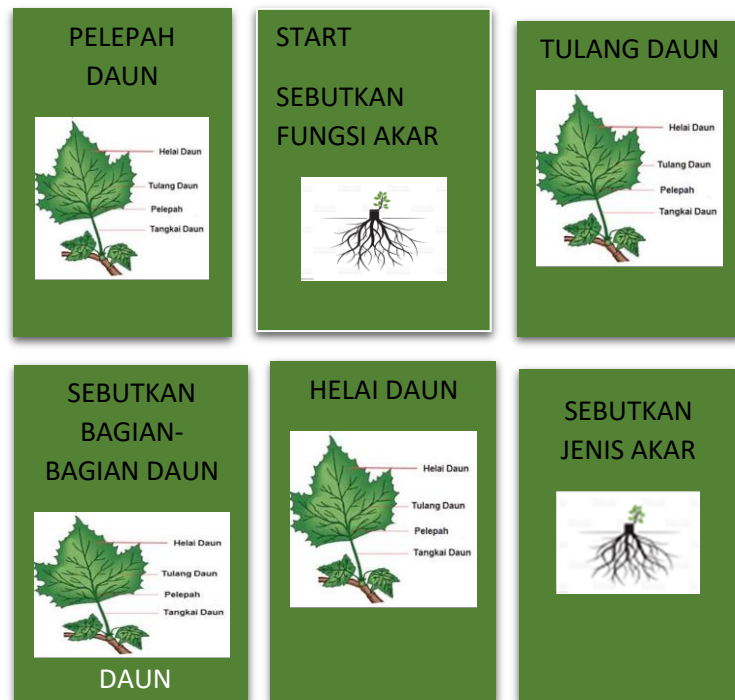 PELEPAH
DAUN
Helai Daun
Tulang Daun
Pelepah
Tangkai Daun
START
SEBUTKAN
FUNGSI AKAR
TULANG DAUN
Helai Daun
Tulang Daun
Pelepah
Tangkai Daun
SEBUTKAN
BAGIAN-
BAGIAN DAUN
Helai Daun
Tulang Daun
Pelepah
Tangkai Daun
DAUN
HELAI DAUN
Helai Daun
Tulang Daun
Pelepah
Tangkai Daun
SEBUTKAN
JENIS AKAR